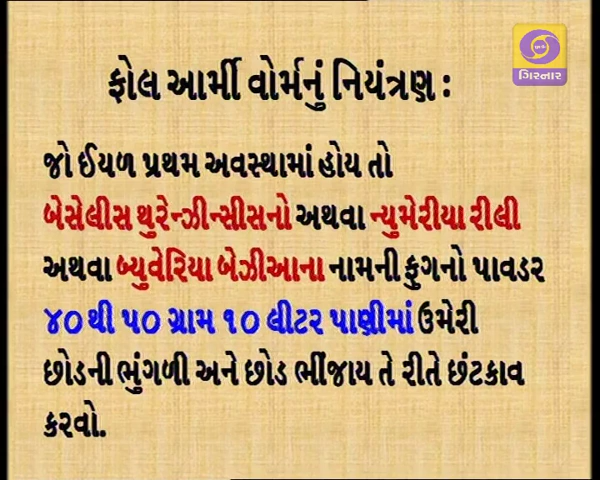 ગિરનાર
ફોલ આર્મી વોર્મનું નિયંત્રણ :
જો ઈયળ પ્રથમ અવસ્થામાં હોય તો
બેસેલીસ થુરેન્ઝીન્સીસનો અથવા ન્યુમેરીયા રીલી
અથવા બ્યુવેરિયા બેઝીઆના નામની ફુગનો પાવડર
૪૦ થી ૫૦ ગ્રામ ૧૦ લીટર પાણીમાં ઉમેરી
છોડની ભુંગળી અને છોડ ભીંજાય તે રીતે છંટકાવ
કરવો.